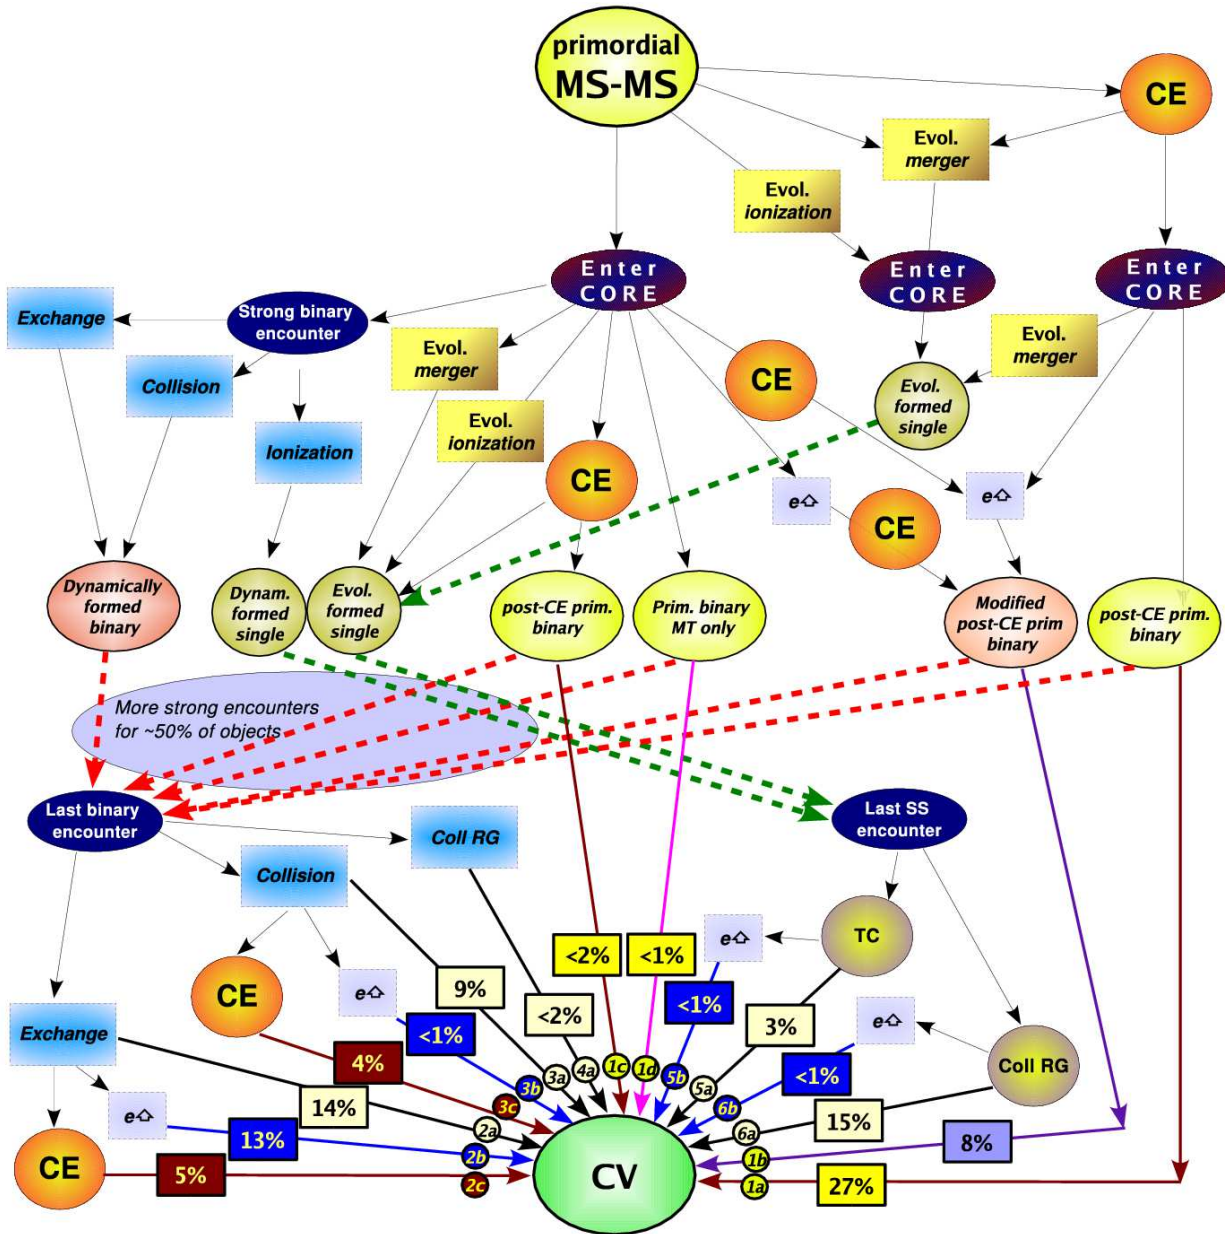 primordial
MS-MS
CE
Evol.
merger
Evol.
ionization
Enter
CORE
Enter
CORE
Enter
CORE
Exchange
Strong binary
encounter
Evol.
merger
Evol.
merger
Collision
CE
Evol.
formed
single
Ionization
Evol.
ionization
CE
e⇧
CE
e⇧
Dynamically
formed
binary
Dynam.
formed
single
Evol.
formed
single
post-CE prim.
binary
Prim. binary
MT only
Modified
post-CE prim
binary
post-CE prim.
binary
More strong encounters
for ~50% of objects
Last binary
encounter
Coll RG
Last SS
encounter
Collision
TC
e⇧
<2%
<1%
CE
e⇧
9%
<2%
<1%
3%
e⇧
Exchange
4%
<1%
<1%
Coll RG
3c
3b
3a
4a
1c
1d
5b
5a
6b
e⇧
14%
2a
6a
15%
CE
5%
13%
2b
2c
CV
1b
1a
8%
27%